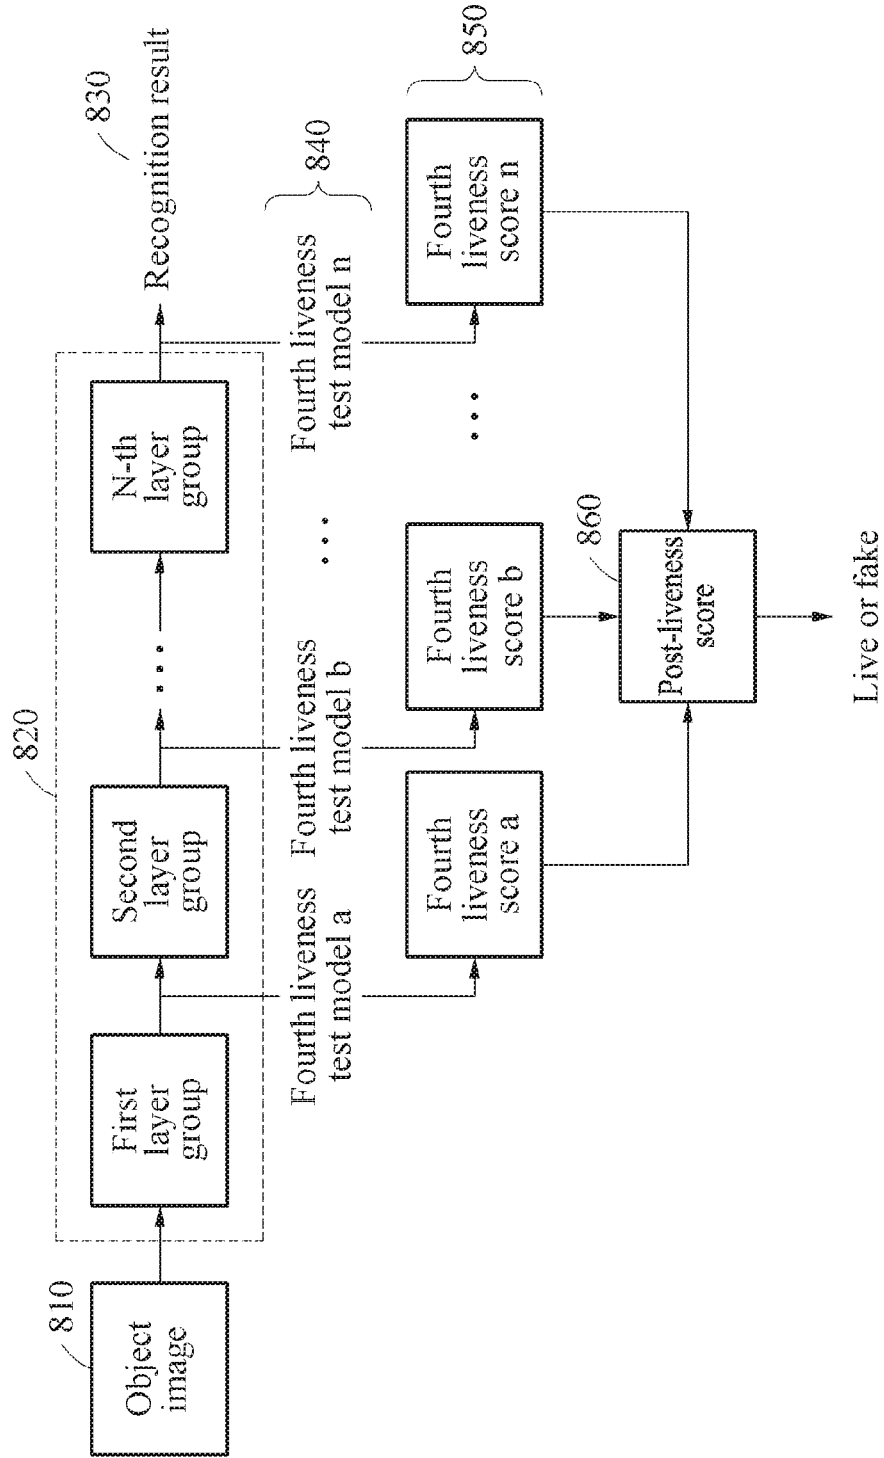 810
Object
image
820
First
layer
group
Second
layer
group
• • •
N-th
layer
group
830
Recognition result
Fourth liveness
test model a
Fourth liveness
test model b
• • •
Fourth liveness
test model n
840
Fourth
liveness
score a
Fourth
liveness
score b
• • •
Fourth
liveness
score n
850
860
Post-liveness
score
Live or fake